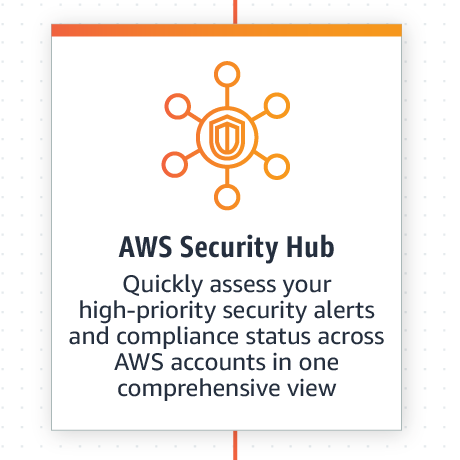 AWS Security Hub
Quickly assess your
high-priority security alerts
and compliance status across
AWS accounts in one
comprehensive view